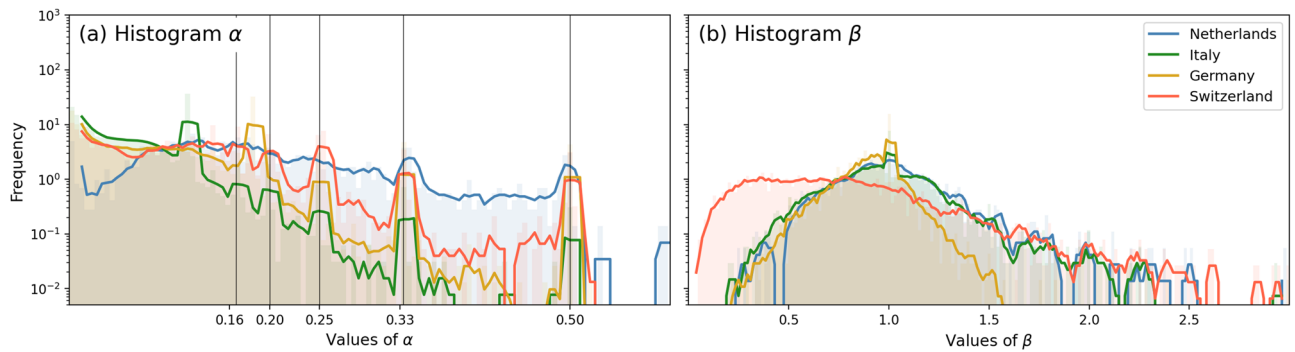 (a) Histogram α
Frequency
10³
10²
10¹
10⁰
10⁻¹
10⁻²
0.16 0.20 0.25 0.33 0.50
Values of α
(b) Histogram β
Netherlands
Italy
Germany
Switzerland
0.5 1.0 1.5 2.0 2.5
Values of β